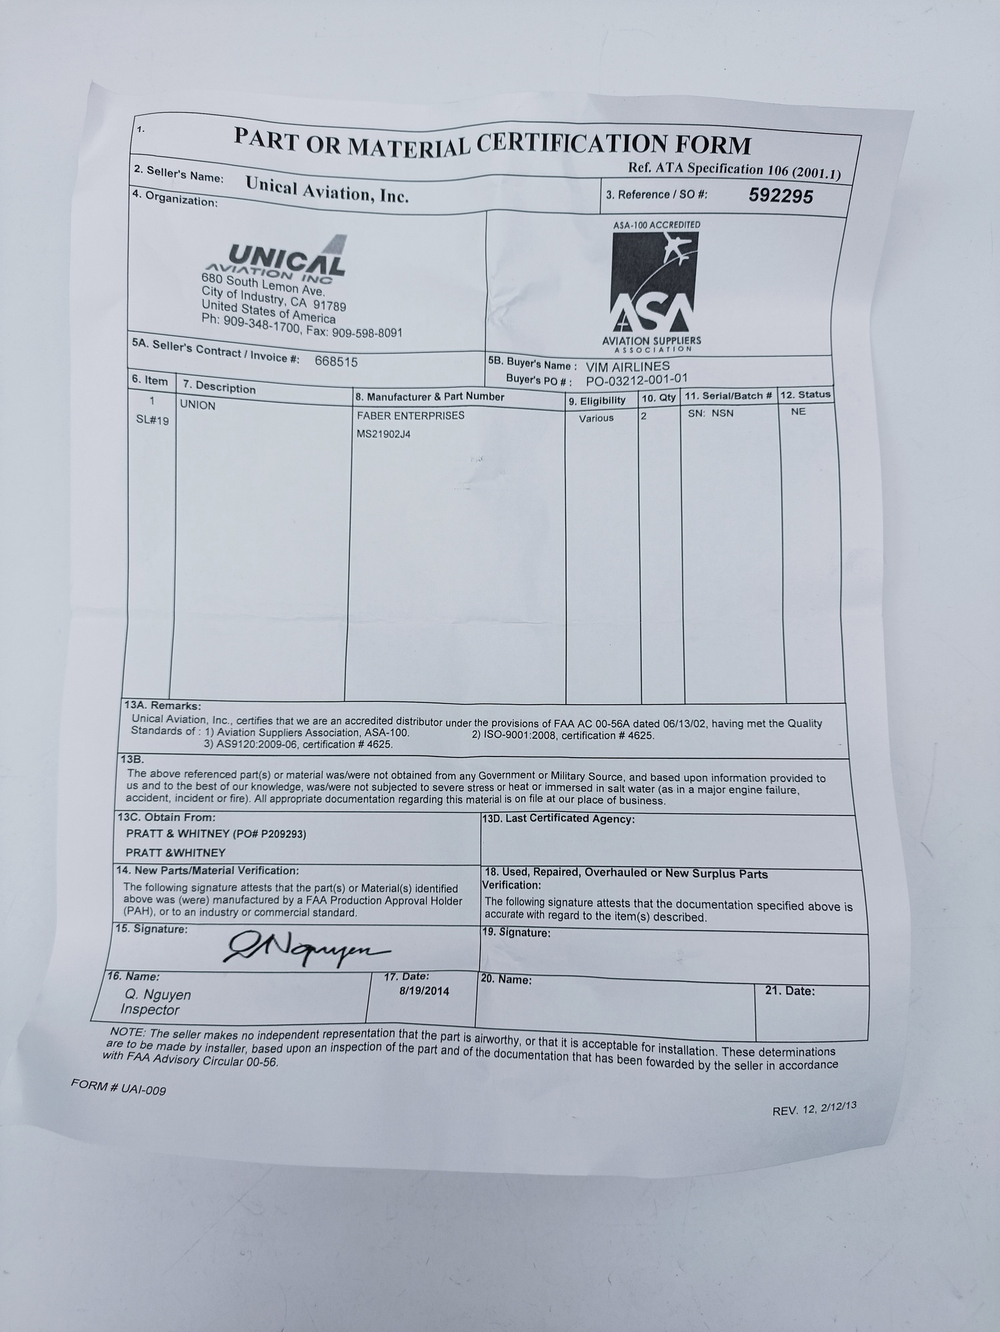 1.
PART OR MATERIAL CERTIFICATION FORM
Ref. ATA Specification 106 (2001.1)
2. Seller's Name: Unical Aviation, Inc.
3. Reference / SO #: 592295
4. Organization:
UNICAL
AVIATION INC
680 South Lemon Ave.
City of Industry, CA 91789
United States of America
Ph: 909-348-1700, Fax: 909-598-8091
ASA-100 ACCREDITED
ASA
AVIATION SUPPLIERS
ASSOCIATION
5A. Seller's Contract / Invoice #: 668515
5B. Buyer's Name : VIM AIRLINES
Buyer's PO # : PO-03212-001-01
6. Item 7. Description 8. Manufacturer & Part Number 9. Eligibility 10. Qty 11. Serial/Batch # 12. Status
1 UNION FABER ENTERPRISES Various 2 SN: NSN NE
SL#19 MS21902J4
13A. Remarks:
Unical Aviation, Inc., certifies that we are an accredited distributor under the provisions of FAA AC 00-56A dated 06/13/02, having met the Quality
Standards of : 1) Aviation Suppliers Association, ASA-100. 2) ISO-9001:2008, certification # 4625.
3) AS9120:2009-06, certification # 4625.
13B.
The above referenced part(s) or material was/were not obtained from any Government or Military Source, and based upon information provided to
us and to the best of our knowledge, was/were not subjected to severe stress or heat or immersed in salt water (as in a major engine failure,
accident, incident or fire). All appropriate documentation regarding this material is on file at our place of business.
13C. Obtain From:
PRATT & WHITNEY (PO# P209293)
PRATT &WHITNEY
13D. Last Certificated Agency:
14. New Parts/Material Verification:
The following signature attests that the part(s) or Material(s) identified
above was (were) manufactured by a FAA Production Approval Holder
(PAH), or to an industry or commercial standard.
18. Used, Repaired, Overhauled or New Surplus Parts
Verification:
The following signature attests that the documentation specified above is
accurate with regard to the item(s) described.
15. Signature: QNguyen
19. Signature:
16. Name:
Q. Nguyen
Inspector
17. Date:
8/19/2014
20. Name:
21. Date:
NOTE: The seller makes no independent representation that the part is airworthy, or that it is acceptable for installation. These determinations
are to be made by installer, based upon an inspection of the part and of the documentation that has been fowarded by the seller in accordance
with FAA Advisory Circular 00-56.
FORM # UAI-009
REV. 12, 2/12/13